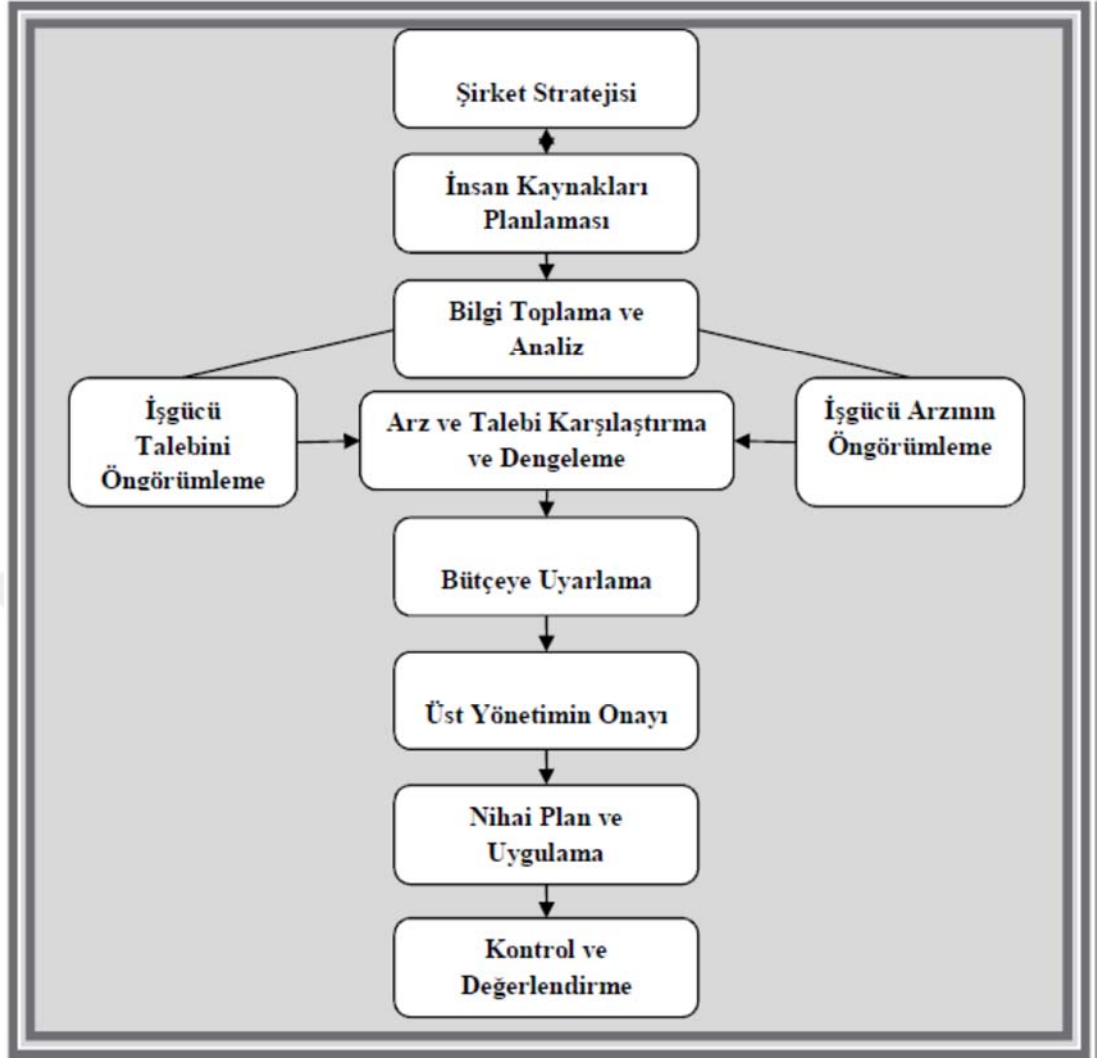 Şirket Stratejisi
İnsan Kaynakları
Planlaması
Bilgi Toplama ve
Analiz
İşgücü
Talebini
Öngörümleme
Arz ve Talebi Karşılaştırma
ve Dengeleme
İşgücü Arzının
Öngörümleme
Bütçeye Uyarlama
Üst Yönetimin Onayı
Nihai Plan ve
Uygulama
Kontrol ve
Değerlendirme